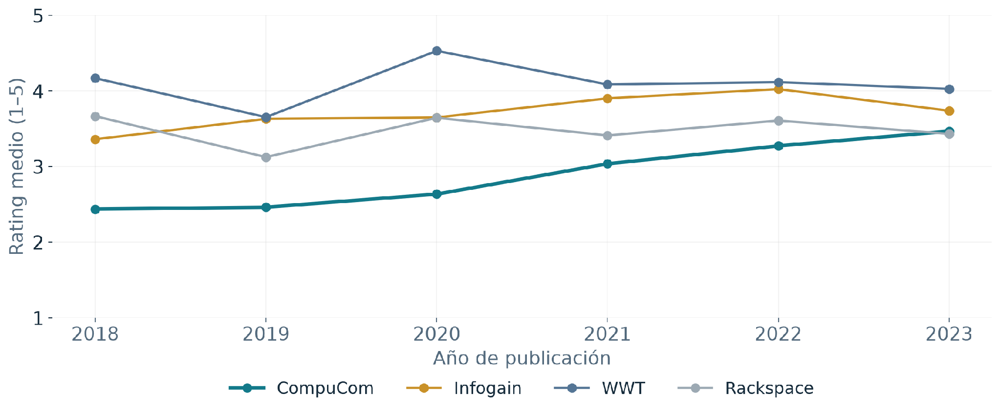 Rating medio (1–5)
5
4
3
2
1
2018 2019 2020 2021 2022 2023
Año de publicación
CompuCom Infogain WWT Rackspace